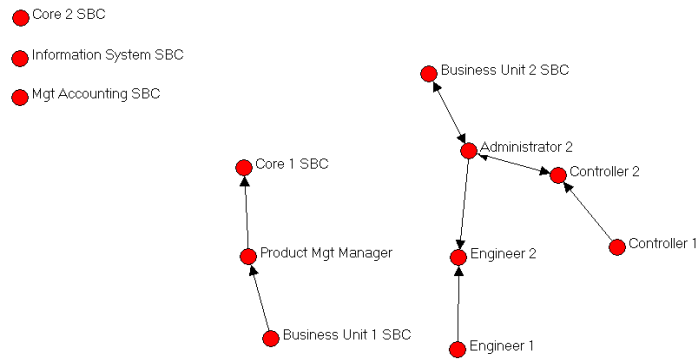 Core 2 SBC
Information System SBC
Mgt Accounting SBC
Business Unit 2 SBC
Administrator 2
Core 1 SBC
Controller 2
Product Mgt Manager
Engineer 2
Controller 1
Business Unit 1 SBC
Engineer 1